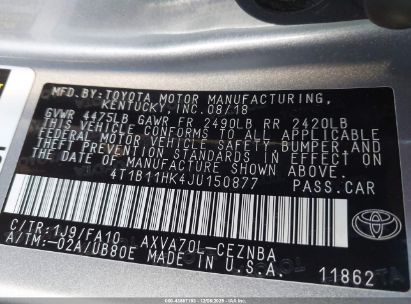 MFD.BY: TOYOTA MOTOR MANUFACTURING,
KENTUCKY, INC. 08/18
GVWR 4475LB GAWR FR 2490LB RR 2420LB
THIS VEHICLE CONFORMS TO ALL APPLICABLE
FEDERAL MOTOR VEHICLE SAFETY BUMPER, AND
THEFT PREVENTION STANDARDS IN EFFECT
ON THE DATE OF MANUFACTURE SHOWN ABOVE.
4T1B11HK4JU150877 PASS.CAR
C/TR: 1J9/FA10 AXVA70L-CEZNBA
A/TM: -02A/UB80E MADE IN U.S.A.
TOYOTA
11862